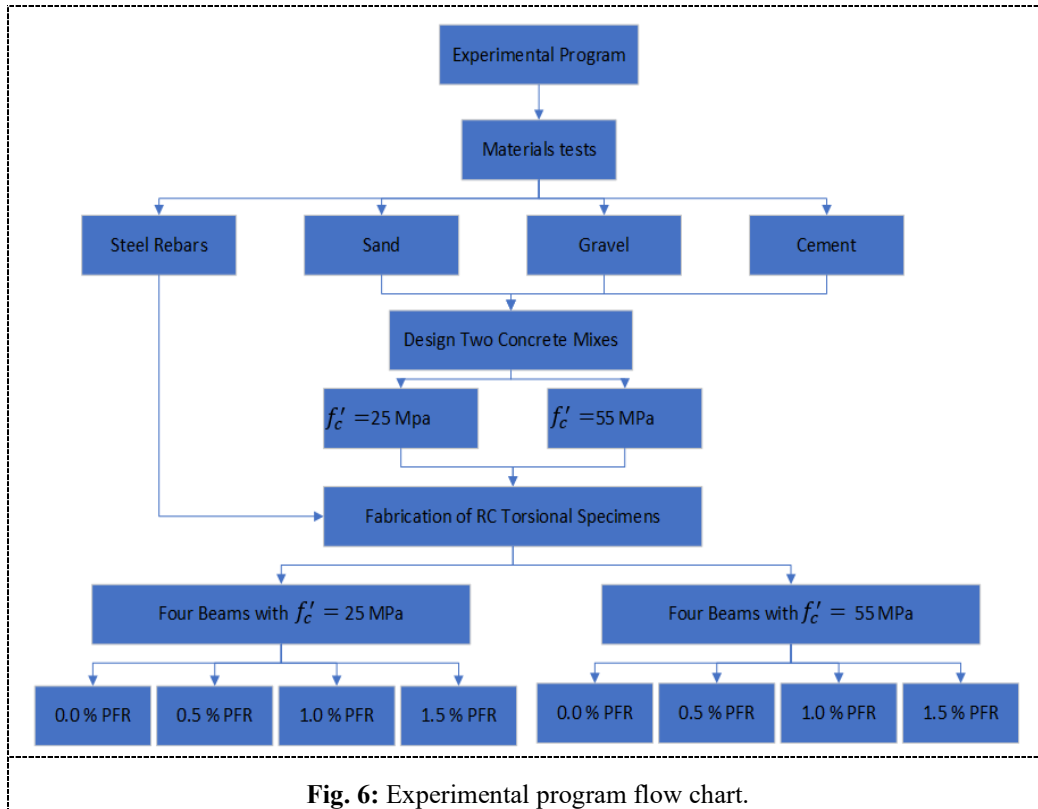 Experimental Program
Materials tests
Steel Rebars
Sand
Gravel
Cement
Design Two Concrete Mixes
f'c =25 Mpa
f'c =55 MPa
Fabrication of RC Torsional Specimens
Four Beams with f'c = 25 MPa
Four Beams with f'c = 55 MPa
0.0 % PFR
0.5 % PFR
1.0 % PFR
1.5 % PFR
0.0 % PFR
0.5 % PFR
1.0 % PFR
1.5 % PFR
Fig. 6: Experimental program flow chart.